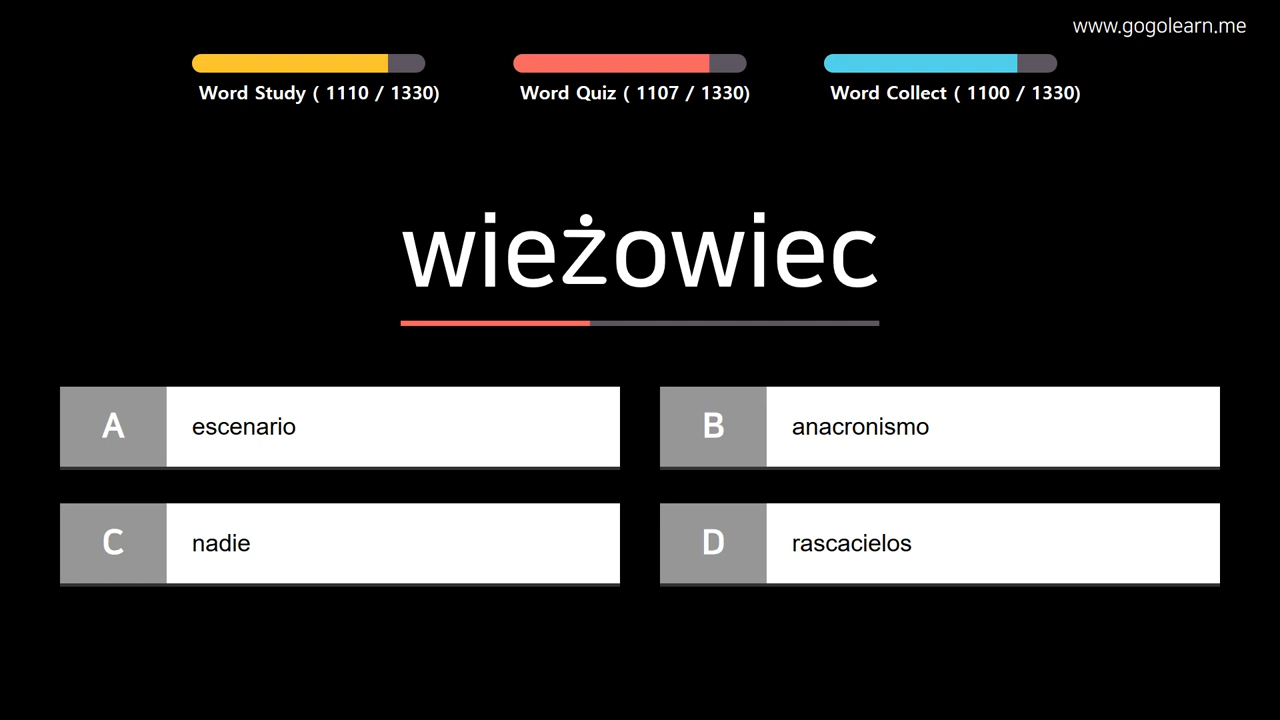 www.gogolearn.me
Word Study ( 1110 / 1330)
Word Quiz ( 1107 / 1330)
Word Collect ( 1100 / 1330)
wieżowiec
A escenario
B anacronismo
C nadie
D rascacielos